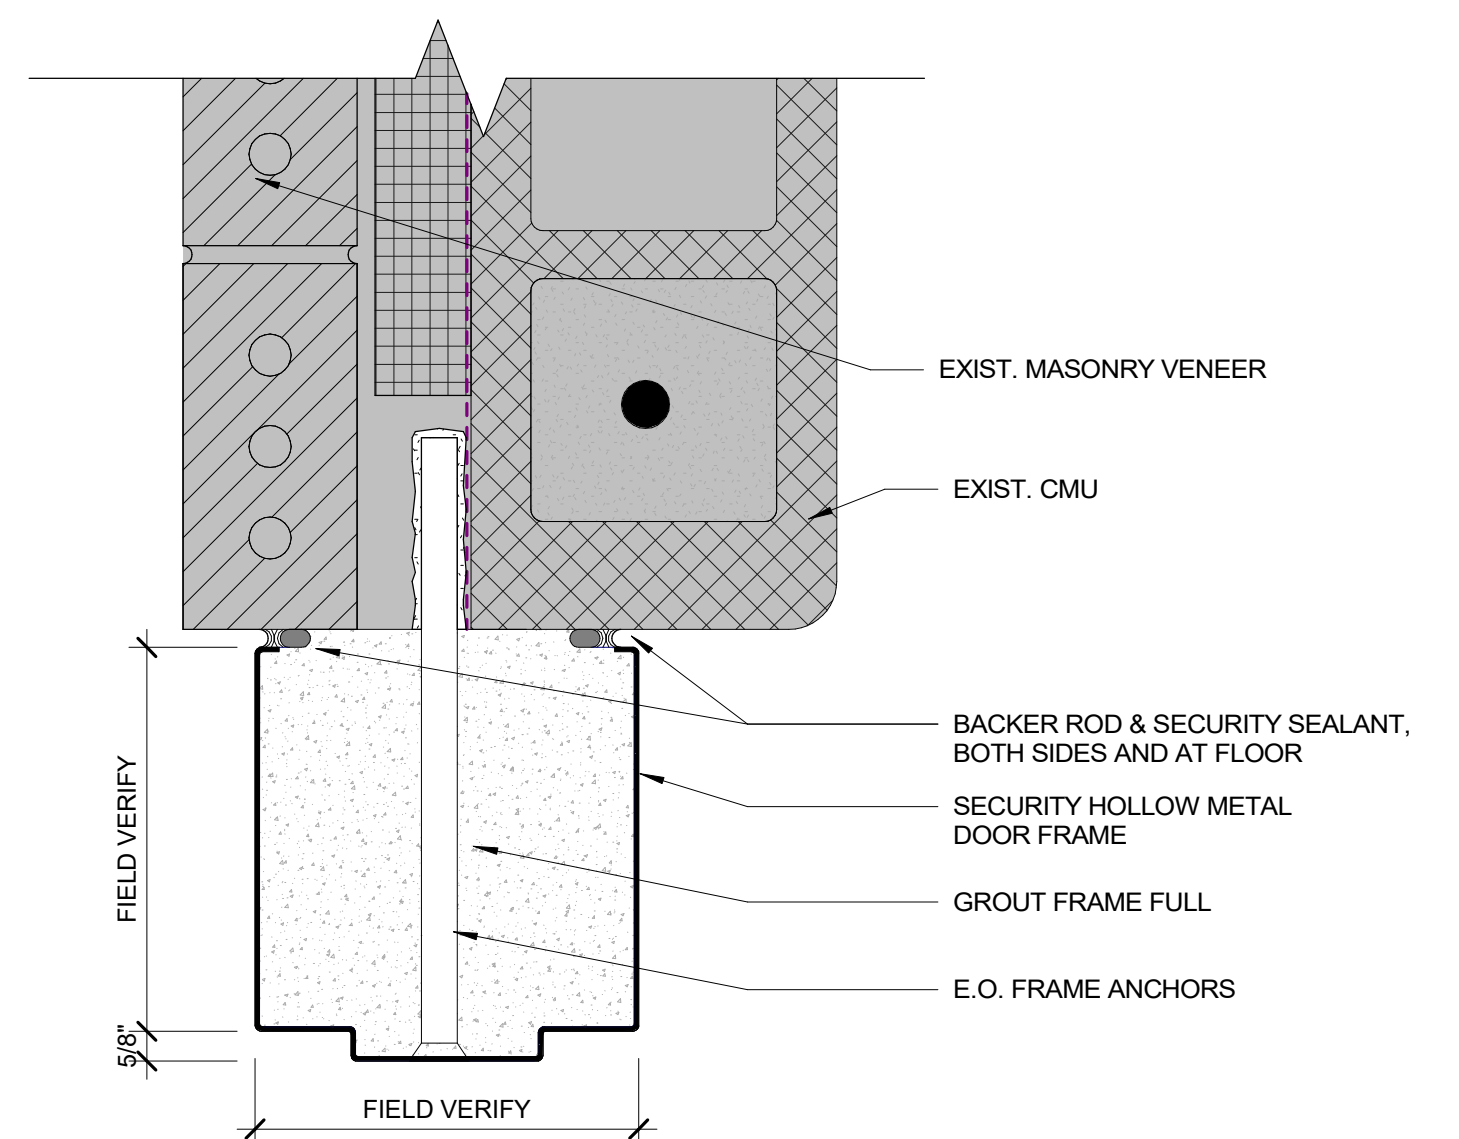 EXIST. MASONRY VENEER
EXIST. CMU
BACKER ROD & SECURITY SEALANT,
BOTH SIDES AND AT FLOOR
SECURITY HOLLOW METAL
DOOR FRAME
GROUT FRAME FULL
E.O. FRAME ANCHORS
FIELD VERIFY
5/8"
FIELD VERIFY